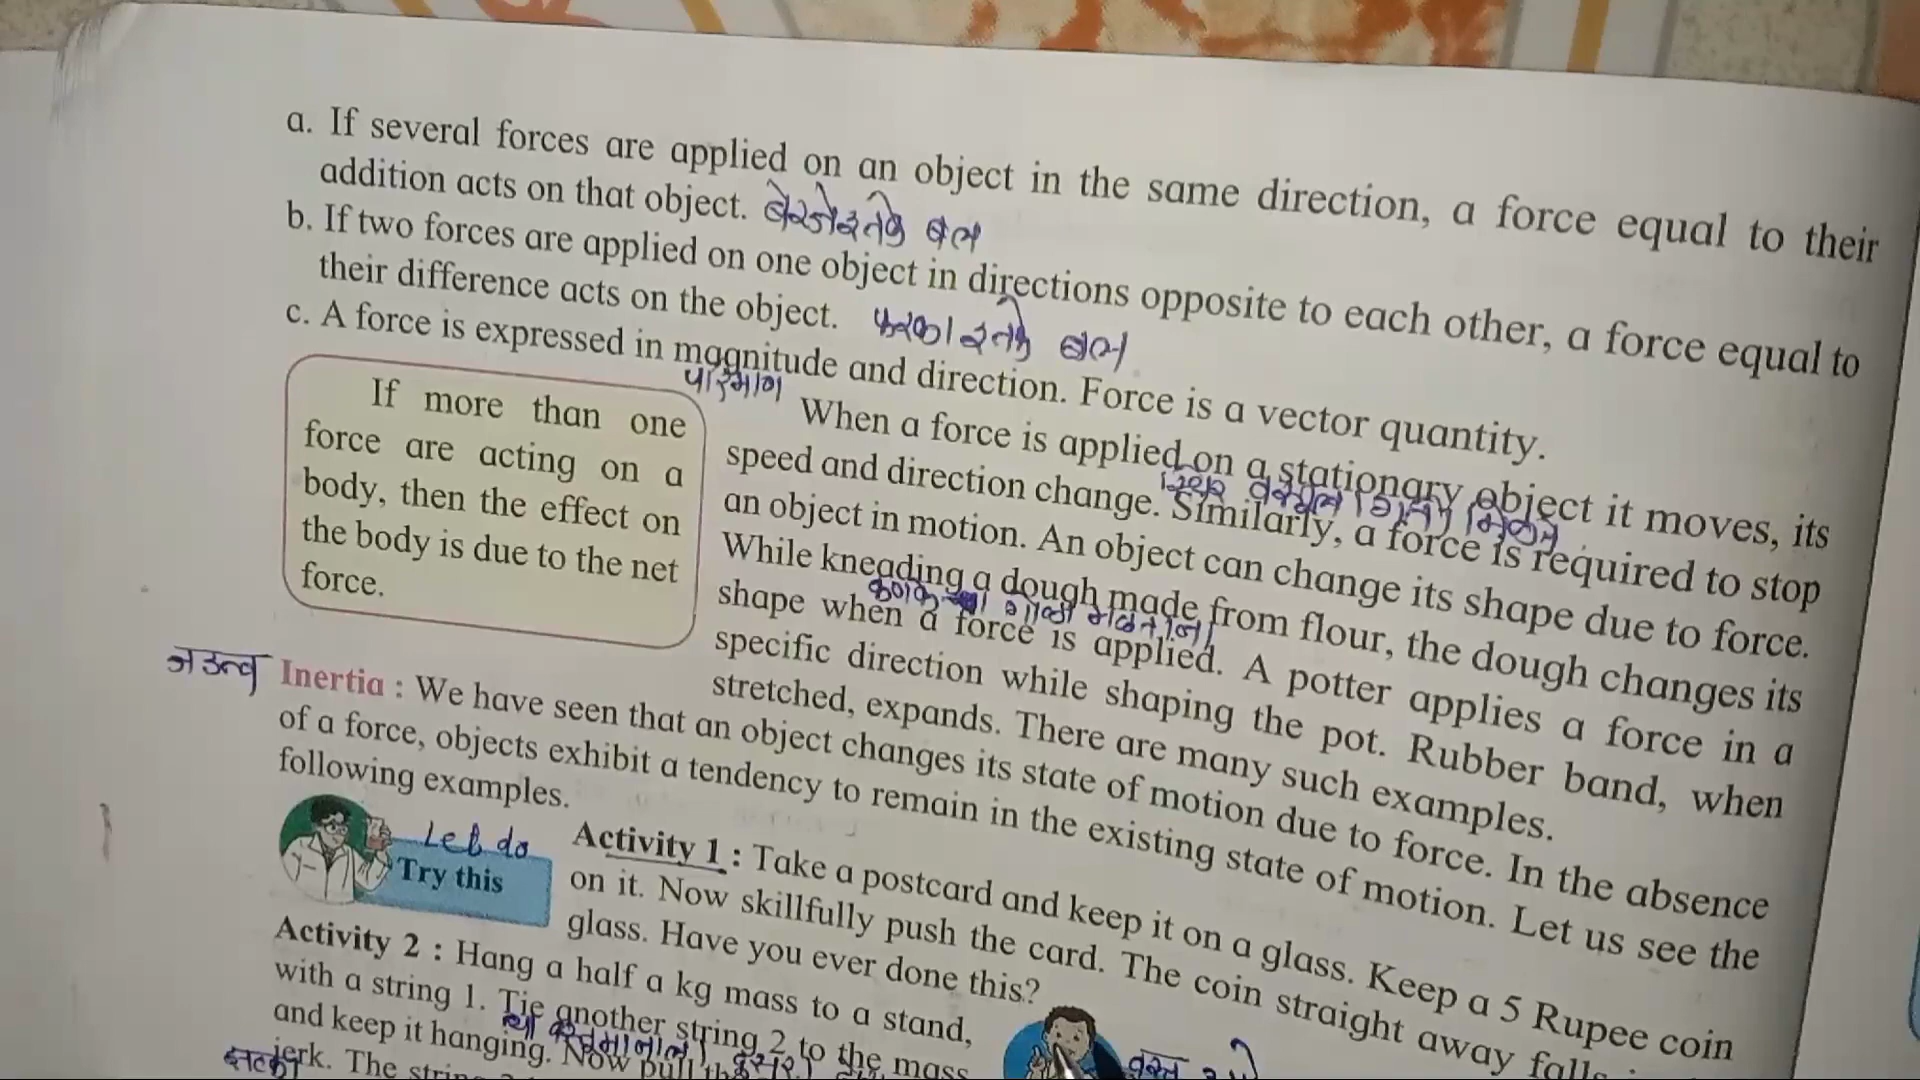 a. If several forces are applied on an object in the same direction, a force equal to their
addition acts on that object.
बल
b. If two forces are applied on one object in directions opposite to each other, a force equal to
their difference acts on the object.
बल
c. A force is expressed in magnitude and direction. Force is a vector quantity.
If more than one
force are acting on a
body, then the effect on
the body is due to the net
force.
When a force is applied on a stationary object it moves, its
speed and direction change. Similarly, a force is required to stop
an object in motion. An object can change its shape due to force.
While kneading a dough made from flour, the dough changes its
shape when a force is applied. A potter applies a force in a
specific direction while shaping the pot. Rubber band, when
stretched, expands. There are many such examples.
Inertia : We have seen that an object changes its state of motion due to force. In the absence
of a force, objects exhibit a tendency to remain in the existing state of motion. Let us see the
following examples.
Try this
Activity 1 : Take a postcard and keep it on a glass. Keep a 5 Rupee coin
on it. Now skillfully push the card. The coin straight away falls
glass. Have you ever done this?
Activity 2 : Hang a half a kg mass to a stand,
with a string 1. Tie another string 2 to the mass
and keep it hanging. Now pull
jerk. The